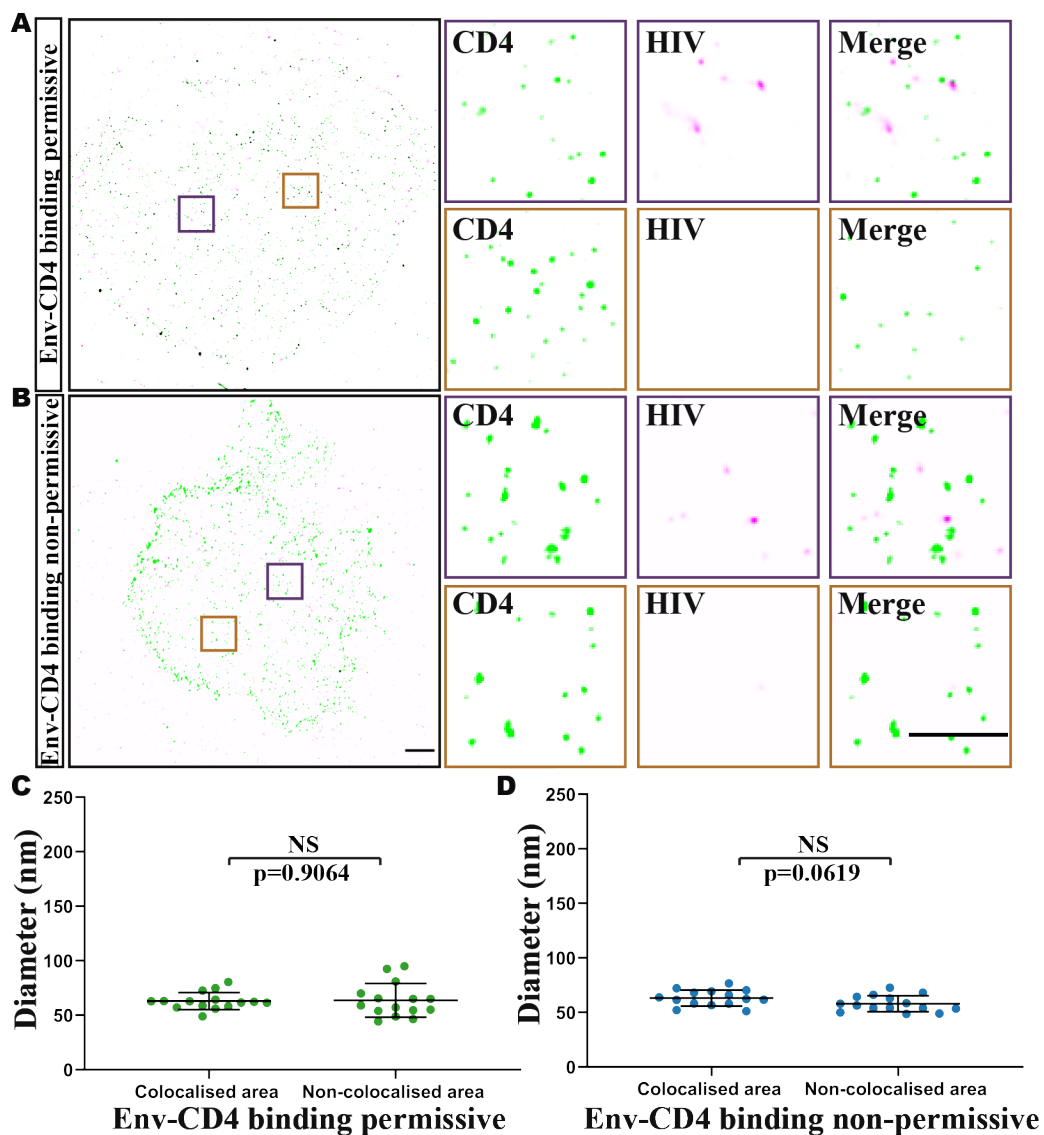 A
Env-CD4 binding permissive
CD4
HIV
Merge
CD4
HIV
Merge
B
Env-CD4 binding non-permissive
CD4
HIV
Merge
CD4
HIV
Merge
C
250
200
150
100
50
0
Diameter (nm)
NS
p=0.9064
Colocalised area
Non-colocalised area
Env-CD4 binding permissive
D
250
200
150
100
50
0
Diameter (nm)
NS
p=0.0619
Colocalised area
Non-colocalised area
Env-CD4 binding non-permissive